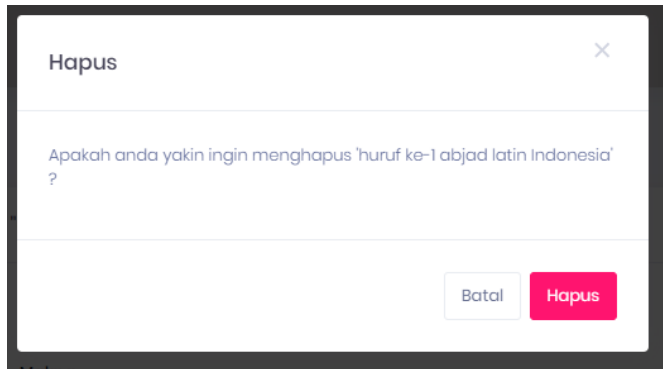 Hapus
Apakah anda yakin ingin menghapus 'huruf ke-1 abjad latin Indonesia'
?
Batal
Hapus